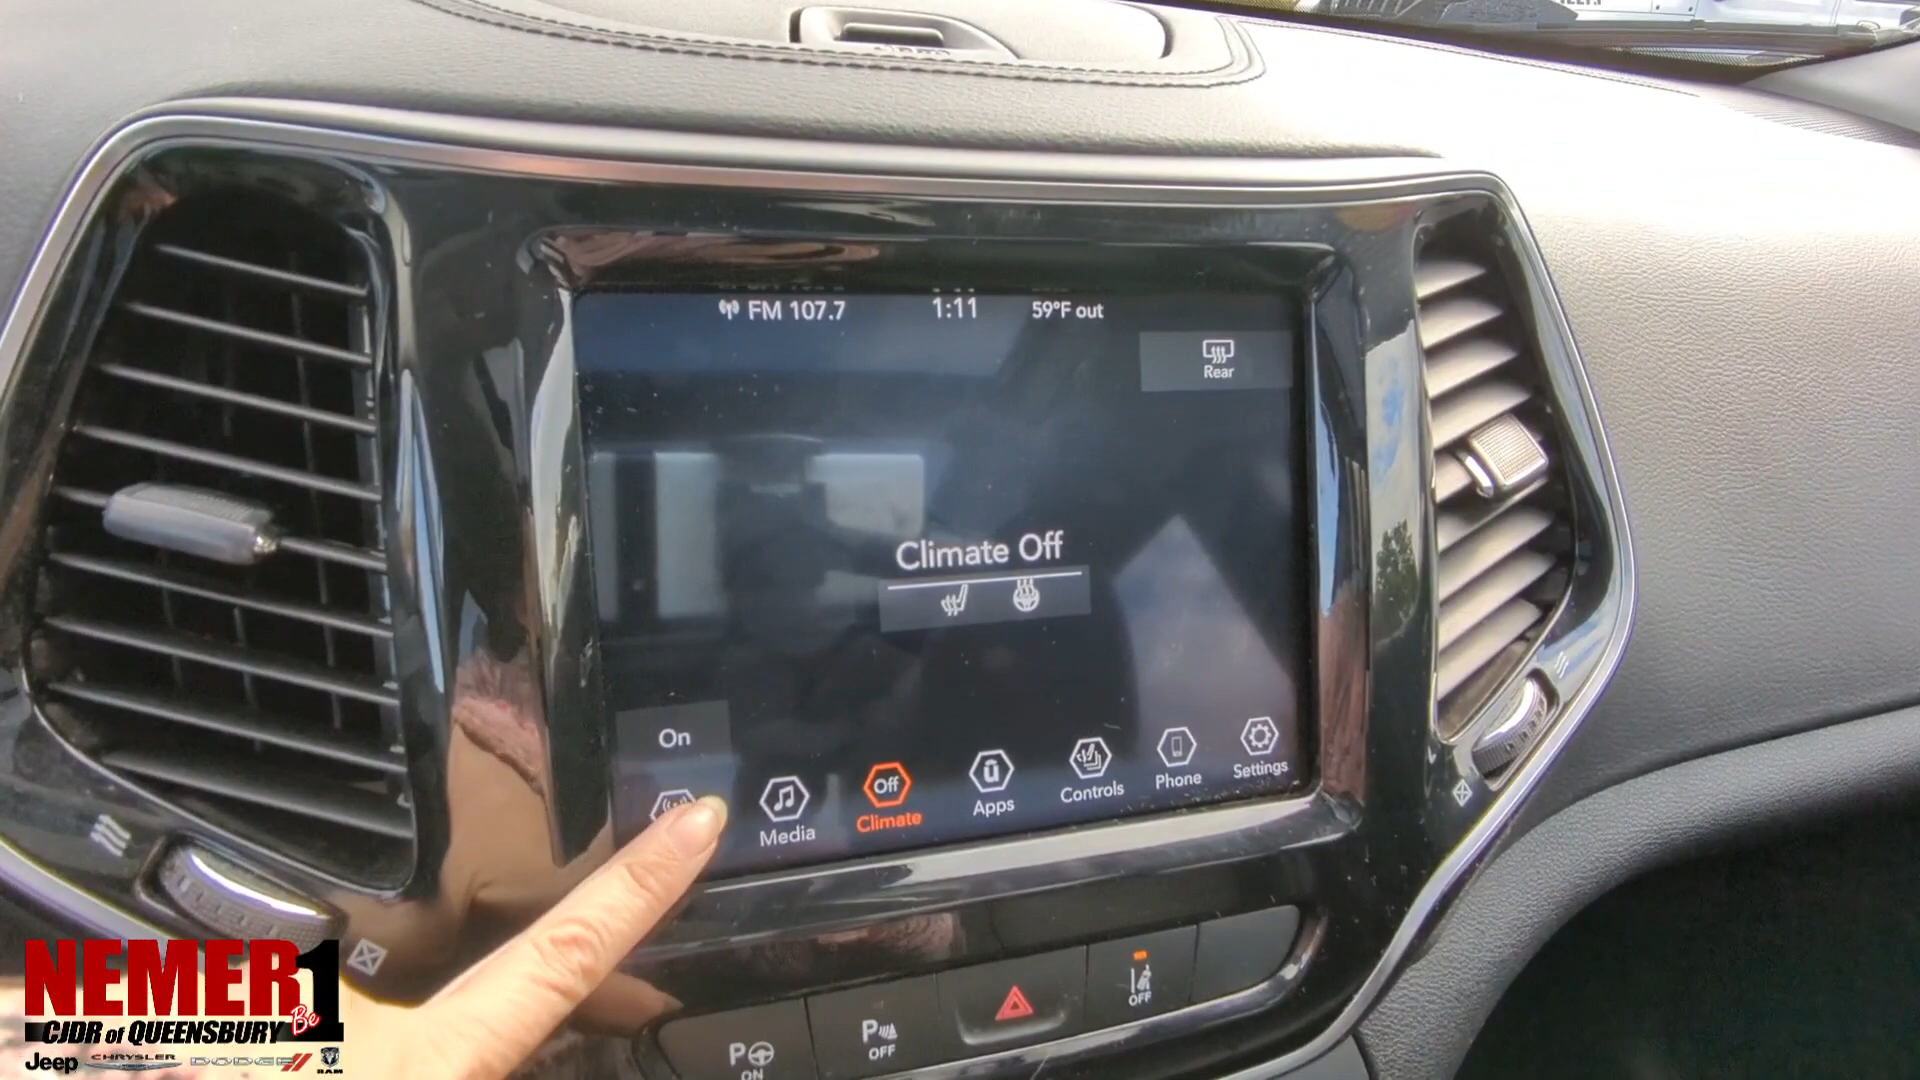 FM 107.7 1:11 59°F out
Rear
Climate Off
On
Media
Off
Climate
Apps
Controls
Phone
Settings
OFF
P OFF
P ON
NEMER 1
Be
CJDR of QUEENSBURY
Jeep CHRYSLER DODGE RAM